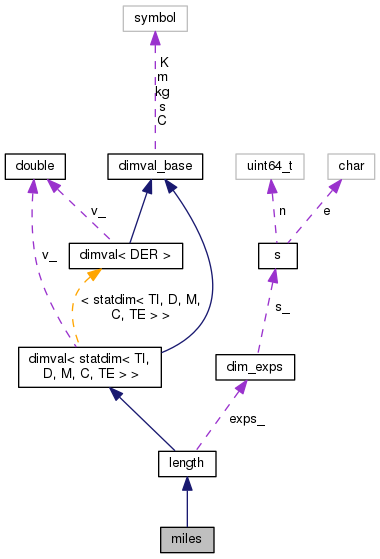 symbol
K
m
kg
s
C
double
dimval_base
uint64_t
char
v_
n
e
v_
dimval< DER >
s
< statdim< TI, D, M,
C, TE > >
s_
dimval< statdim< TI,
D, M, C, TE > >
dim_exps
exps_
length
miles